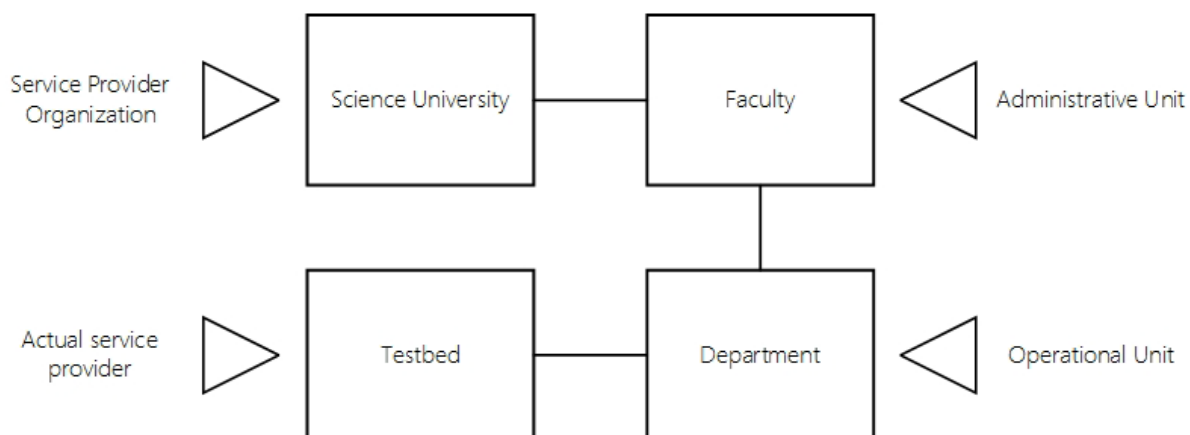 Service Provider
Organization
Science University
Faculty
Administrative Unit
Actual service
provider
Testbed
Department
Operational Unit